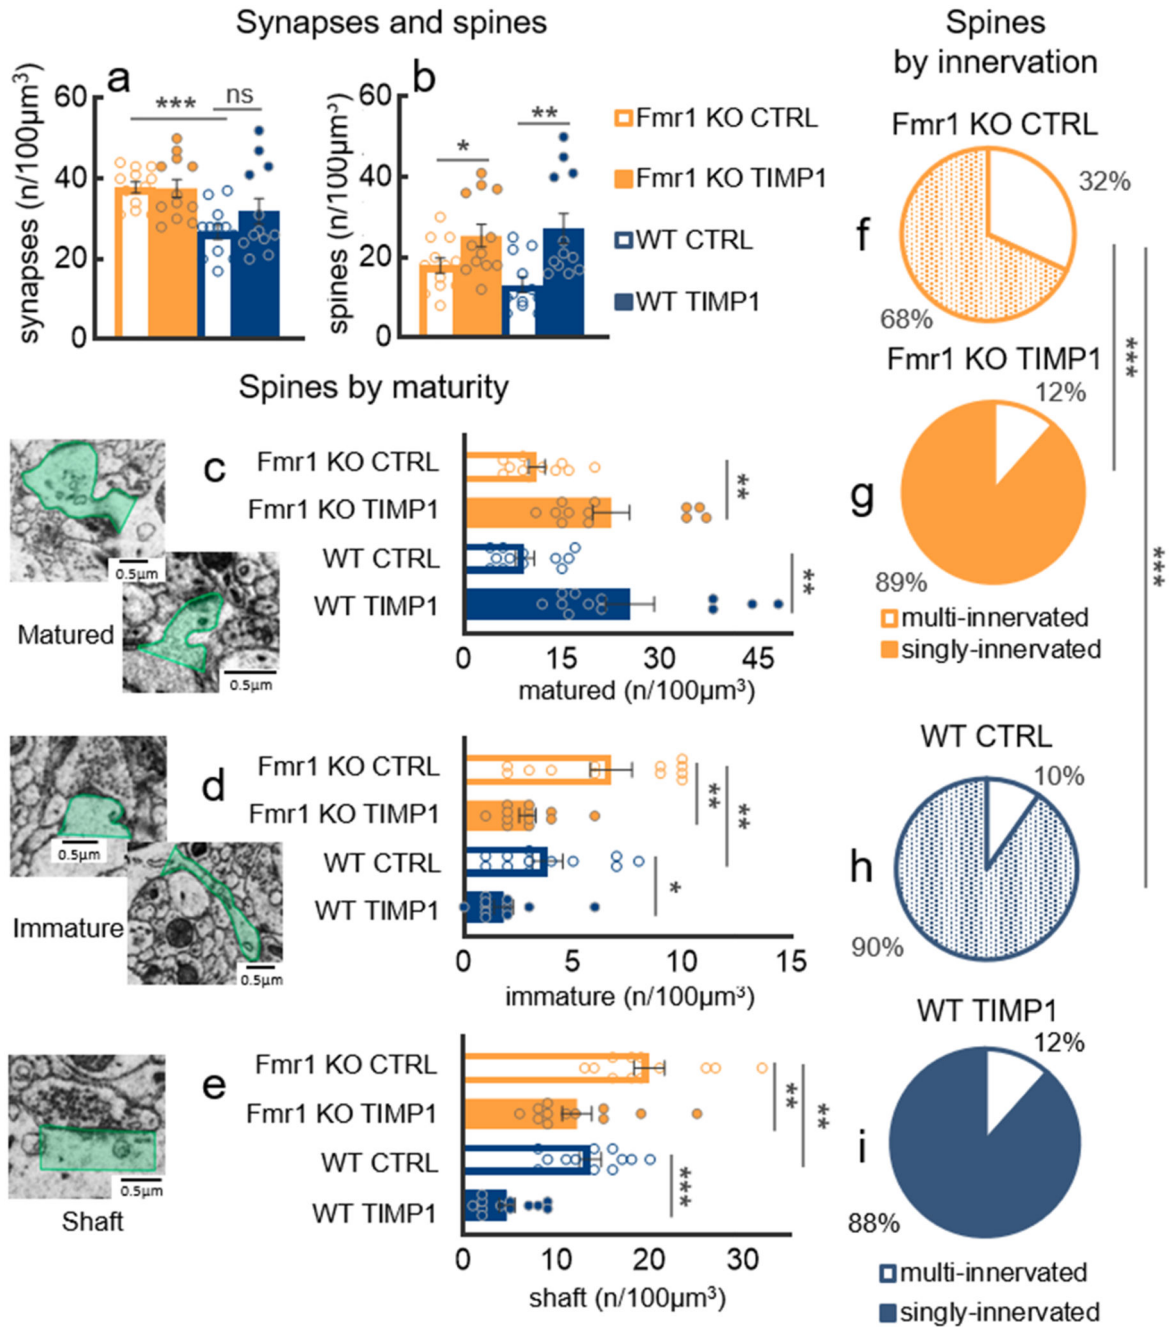 Synapses and spines
Spines
by innervation
a
synapses (n/100µm³)
60
40
20
0
***
ns
b
spines (n/100µm³)
60
40
20
0
*
**
Fmr1 KO CTRL
Fmr1 KO TIMP1
WT CTRL
WT TIMP1
Fmr1 KO CTRL
f
32%
68%
***
***
Fmr1 KO TIMP1
g
12%
89%
multi-innervated
singly-innervated
Spines by maturity
c
0.5µm
0.5µm
Matured
Fmr1 KO CTRL
Fmr1 KO TIMP1
WT CTRL
WT TIMP1
**
**
0 15 30 45
matured (n/100µm³)
d
0.5µm
0.5µm
Immature
Fmr1 KO CTRL
Fmr1 KO TIMP1
WT CTRL
WT TIMP1
**
**
*
0 5 10 15
immature (n/100µm³)
WT CTRL
h
10%
90%
e
0.5µm
Shaft
Fmr1 KO CTRL
Fmr1 KO TIMP1
WT CTRL
WT TIMP1
**
**
***
0 10 20 30
shaft (n/100µm³)
WT TIMP1
i
12%
88%
multi-innervated
singly-innervated